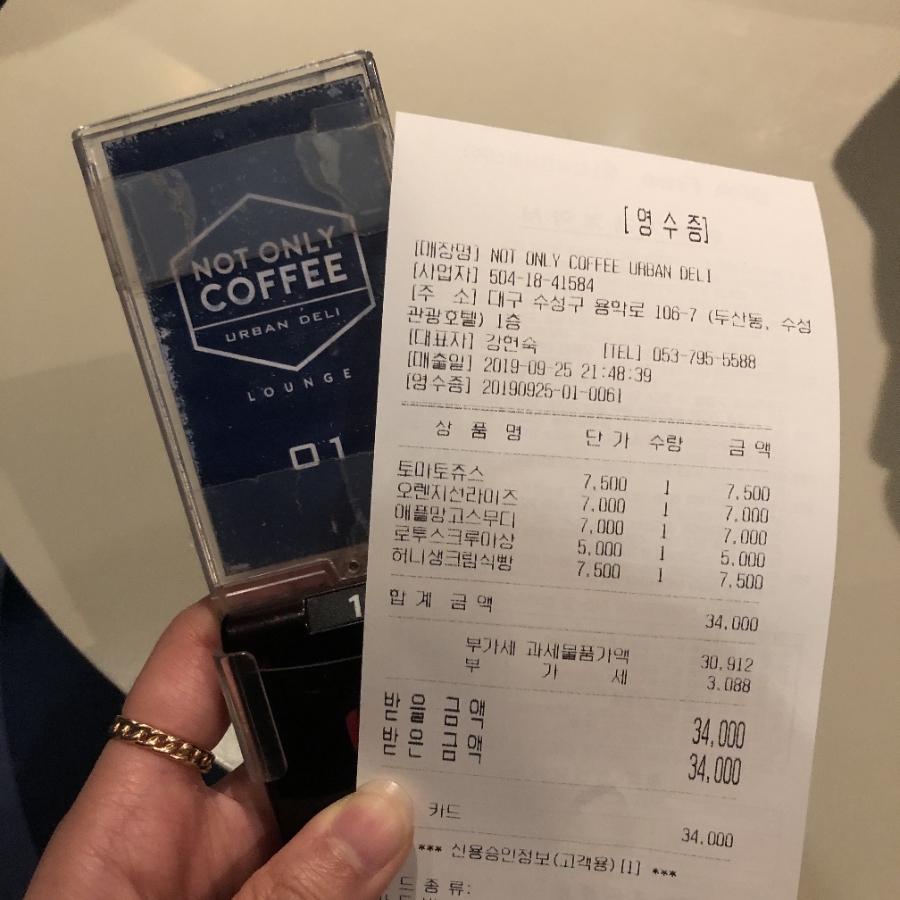 NOT ONLY
COFFEE
URBAN DELI
LOUNGE
01
1
[영수증]
[매장명] NOT ONLY COFFEE URBAN DELI
[사업자] 504-18-41584
[주 소] 대구 수성구 용학로 106-7 (두산동, 수성
관광호텔) 1층
[대표자] 강현숙 [TEL] 053-795-5588
[매출일] 2019-09-25 21:48:39
[영수증] 20190925-01-0061
상 품 명 단 가 수량 금 액
토마토쥬스 7,500 1 7,500
오렌지선라이즈 7,000 1 7,000
애플망고스무디 7,000 1 7,000
로투스크루아상 5,000 1 5,000
허니생크림식빵 7,500 1 7,500
합 계 금 액 34,000
부가세 과세물품가액 30,912
부 가 세 3,088
받 을 금 액 34,000
받 은 금 액 34,000
카드 34,000
*** 신용승인정보(고객용) [1] ***
드 종 류: